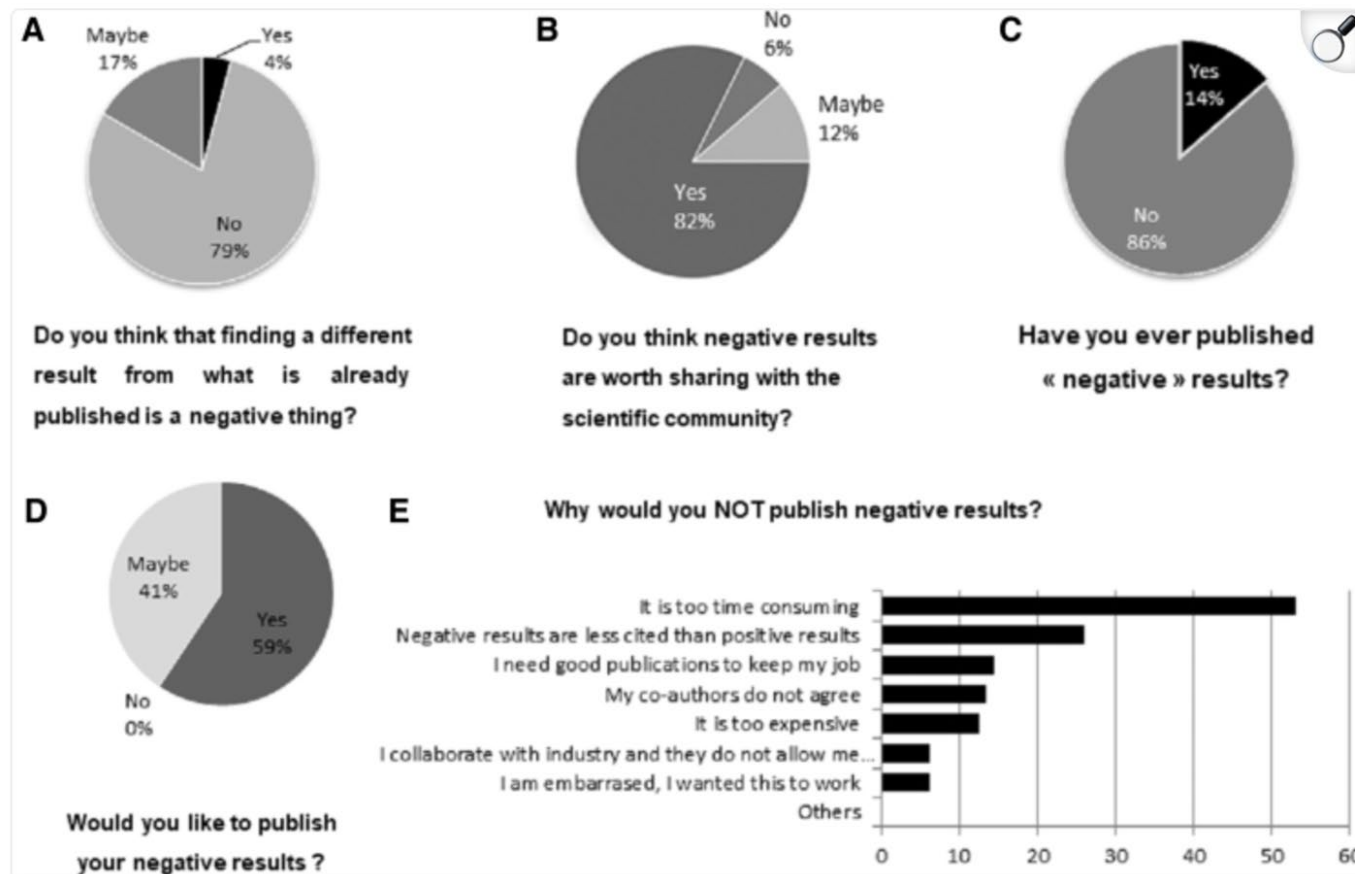 A
Maybe
17%
Yes
4%
No
79%
Do you think that finding a different
result from what is already
published is a negative thing?
B
No
6%
Maybe
12%
Yes
82%
Do you think negative results
are worth sharing with the
scientific community?
C
Yes
14%
No
86%
Have you ever published
« negative » results?
D
Maybe
41%
Yes
59%
No
0%
Would you like to publish
your negative results ?
E
Why would you NOT publish negative results?
It is too time consuming
Negative results are less cited than positive results
I need good publications to keep my job
My co-authors do not agree
It is too expensive
I collaborate with industry and they do not allow me...
I am embarrased, I wanted this to work
Others
0 10 20 30 40 50 60